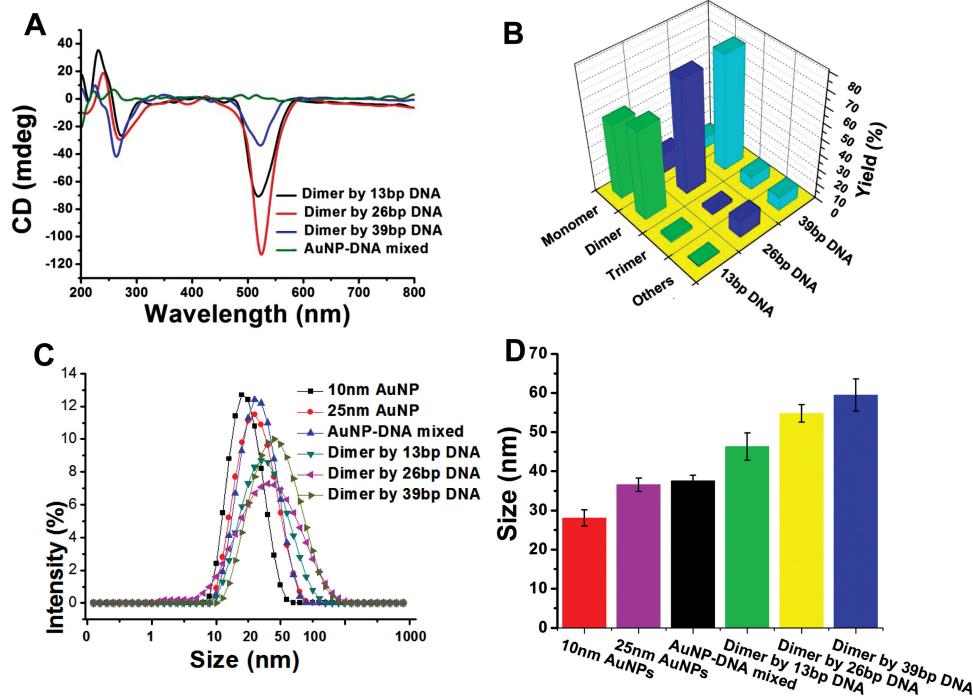 A
40
20
0
-20
-40
-60
-80
-100
-120
CD (mdeg)
Dimer by 13bp DNA
Dimer by 26bp DNA
Dimer by 39bp DNA
AuNP-DNA mixed
200 300 400 500 600 700 800
Wavelength (nm)
B
80
70
60
50
40
30
20
10
0
Yield (%)
Monomer
Dimer
Trimer
Others
13bp DNA
26bp DNA
39bp DNA
C
14
12
10
8
6
4
2
0
Intensity (%)
10nm AuNP
25nm AuNP
AuNP-DNA mixed
Dimer by 13bp DNA
Dimer by 26bp DNA
Dimer by 39bp DNA
0 1 10 20 50 100 1000
Size (nm)
D
70
60
50
40
30
20
10
0
Size (nm)
10nm AuNPs
25nm AuNPs
AuNP-DNA mixed
Dimer by 13bp DNA
Dimer by 26bp DNA
Dimer by 39bp DNA